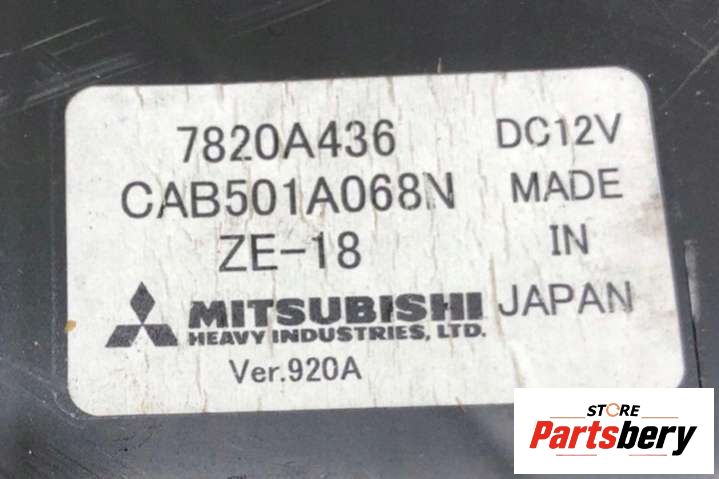 7820A436
CAB501A068N
ZE-18
MITSUBISHI
HEAVY INDUSTRIES, LTD.
Ver.920A
DC12V
MADE
IN
JAPAN
STORE
Partsbery